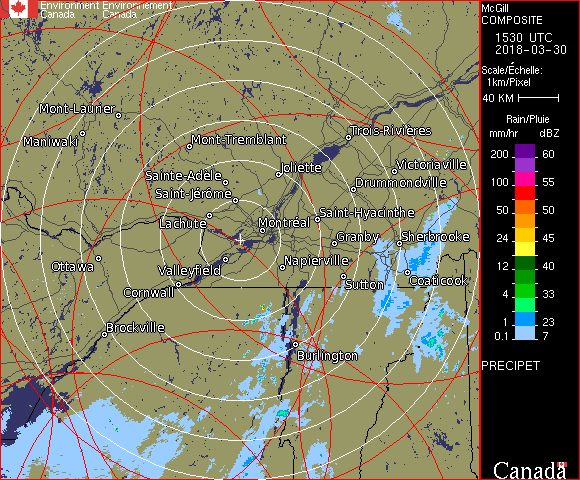 Environment Environnement
Canada Canada
McGill
COMPOSITE
1530 UTC
2018-03-30
Scale/Échelle:
1km/Pixel
40 KM
Rain/Pluie
mm/hr dBZ
200 60
100 55
50 50
24 45
12 40
4 33
1 23
0.1 7
PRECIPET
Canada
Mont-Laurier
Maniwaki
Mont-Tremblant
Trois-Rivières
Sainte-Adèle
Joliette
Victoriaville
Saint-Jérôme
Drummondville
Lachute
Montréal
Saint-Hyacinthe
Granby
Sherbrooke
Ottawa
Valleyfield
Napierville
Cornwall
Sutton
Coaticook
Brockville
Burlington